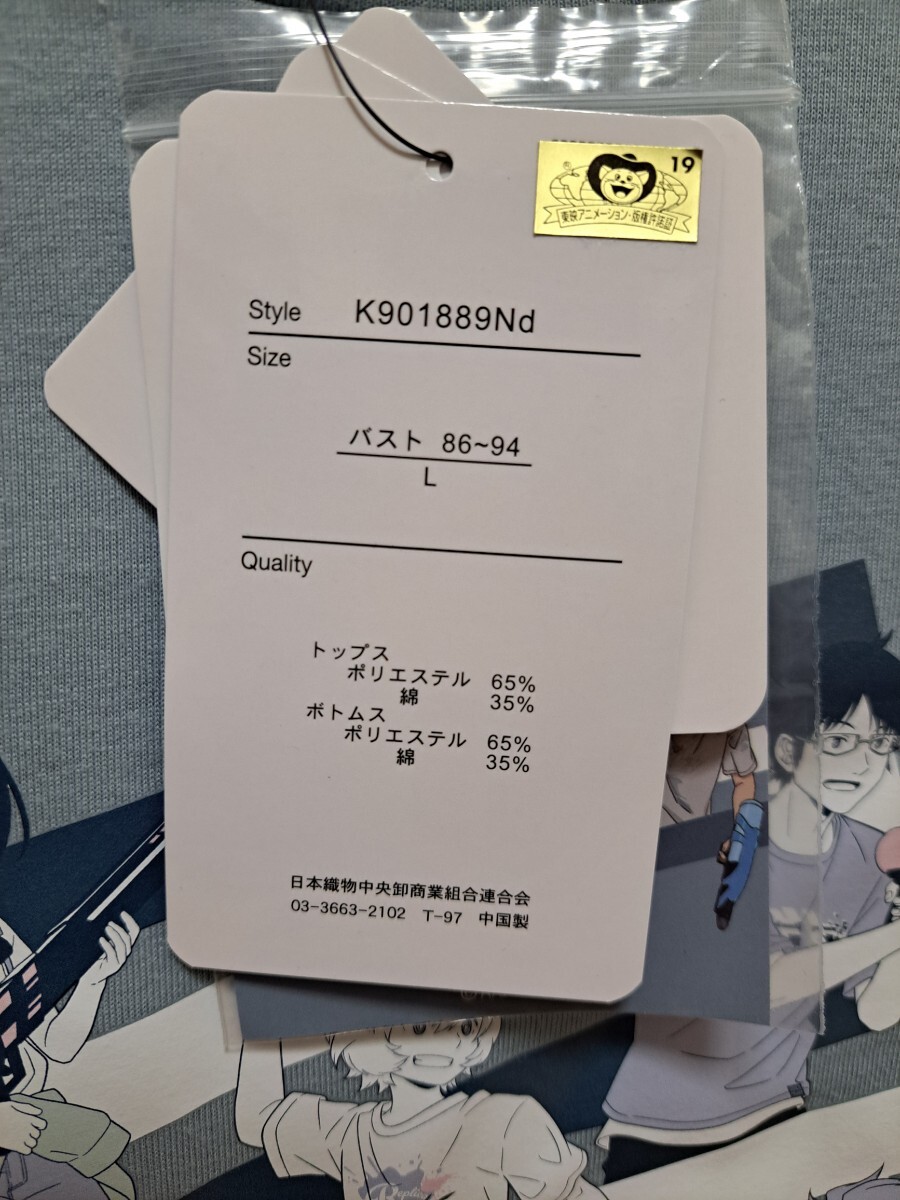 19
東映アニメーション・版権許諾証
Style K901889Nd
Size
バスト 86~94
L
Quality
トップス
ポリエステル 65%
綿 35%
ボトムス
ポリエステル 65%
綿 35%
日本織物中央卸商業組合連合会
03-3663-2102 T-97 中国製